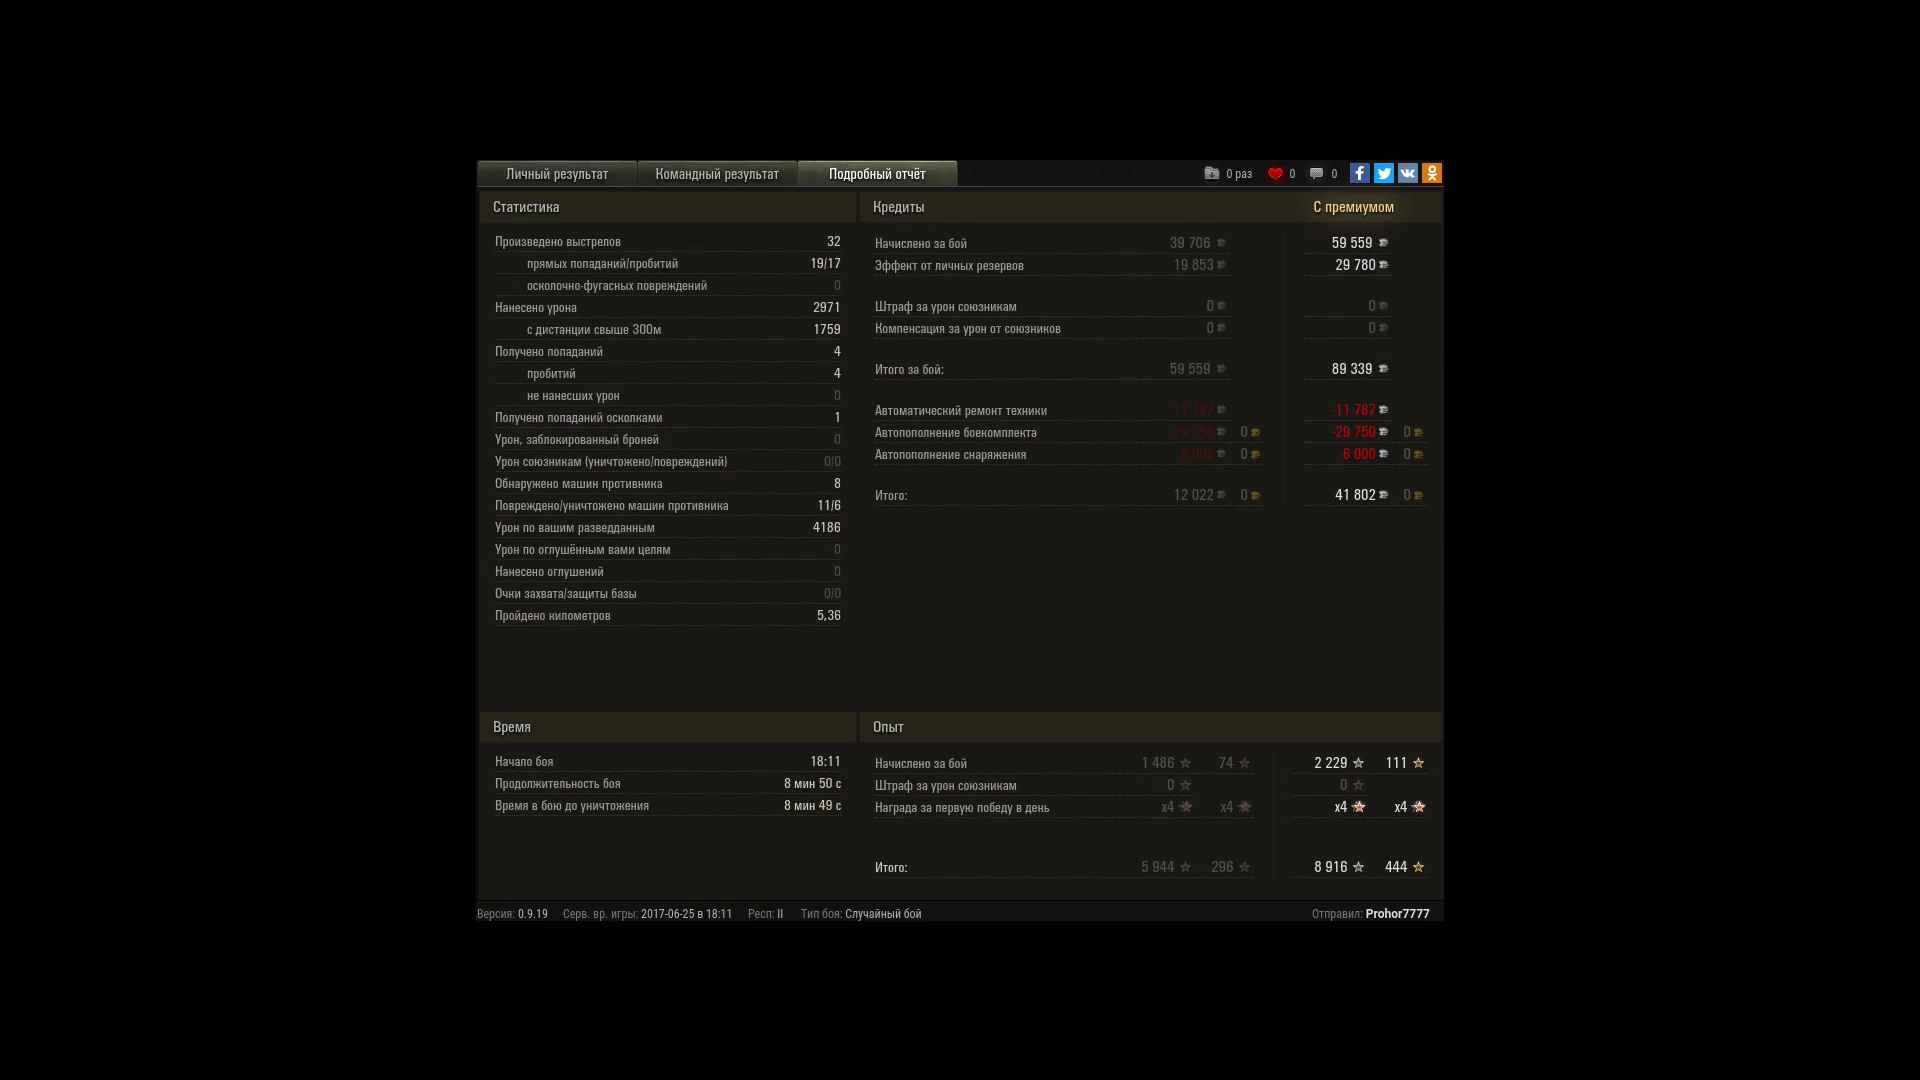 Личный результат Командный результат Подробный отчёт 0 раз 0 0
Статистика
Произведено выстрелов 32
прямых попаданий/пробитий 19/17
осколочно-фугасных повреждений 0
Нанесено урона 2971
с дистанции свыше 300м 1759
Получено попаданий 4
пробитий 4
не нанесших урон 0
Получено попаданий осколками 1
Урон, заблокированный броней 0
Урон союзникам (уничтожено/повреждений) 0/0
Обнаружено машин противника 8
Повреждено/уничтожено машин противника 11/6
Урон по вашим разведданным 4186
Урон по оглушённым вами целям 0
Нанесено оглушений 0
Очки захвата/защиты базы 0/0
Пройдено километров 5,36
Кредиты С премиумом
Начислено за бой 39 706 59 559
Эффект от личных резервов 19 853 29 780
Штраф за урон союзникам 0 0
Компенсация за урон от союзников 0 0
Итого за бой: 59 559 89 339
Автоматический ремонт техники -11 787 -11 787
Автопополнение боекомплекта -29 750 0 -29 750 0
Автопополнение снаряжения -6 000 0 -6 000 0
Итого: 12 022 0 41 802 0
Время
Начало боя 18:11
Продолжительность боя 8 мин 50 с
Время в бою до уничтожения 8 мин 49 с
Опыт
Начислено за бой 1 486 74 2 229 111
Штраф за урон союзникам 0 0
Награда за первую победу в день x4 x4 x4 x4
Итого: 5 944 296 8 916 444
Версия: 0.9.19 Серв. вр. игры: 2017-06-25 в 18:11 Респ: II Тип боя: Случайный бой Отправил: Prohor7777